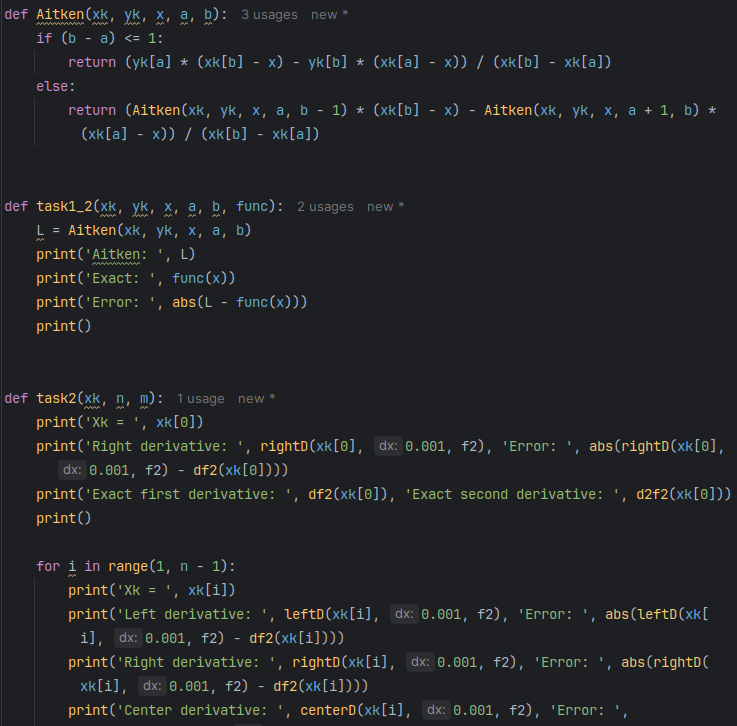 def Aitken(xk, yk, x, a, b): 3 usages new *
    if (b - a) <= 1:
        return (yk[a] * (xk[b] - x) - yk[b] * (xk[a] - x)) / (xk[b] - xk[a])
    else:
        return (Aitken(xk, yk, x, a, b - 1) * (xk[b] - x) - Aitken(xk, yk, x, a + 1, b) *
          (xk[a] - x)) / (xk[b] - xk[a])
def task1_2(xk, yk, x, a, b, func): 2 usages new *
    L = Aitken(xk, yk, x, a, b)
    print('Aitken: ', L)
    print('Exact: ', func(x))
    print('Error: ', abs(L - func(x)))
    print()
def task2(xk, n, m): 1 usage new *
    print('Xk = ', xk[0])
    print('Right derivative: ', rightD(xk[0], dx: 0.001, f2), 'Error: ', abs(rightD(xk[0],
      dx: 0.001, f2) - df2(xk[0])))
    print('Exact first derivative: ', df2(xk[0]), 'Exact second derivative: ', d2f2(xk[0]))
    print()
    for i in range(1, n - 1):
        print('Xk = ', xk[i])
        print('Left derivative: ', leftD(xk[i], dx: 0.001, f2), 'Error: ', abs(leftD(xk[
          i], dx: 0.001, f2) - df2(xk[i])))
        print('Right derivative: ', rightD(xk[i], dx: 0.001, f2), 'Error: ', abs(rightD(
          xk[i], dx: 0.001, f2) - df2(xk[i])))
        print('Center derivative: ', centerD(xk[i], dx: 0.001, f2), 'Error: ',